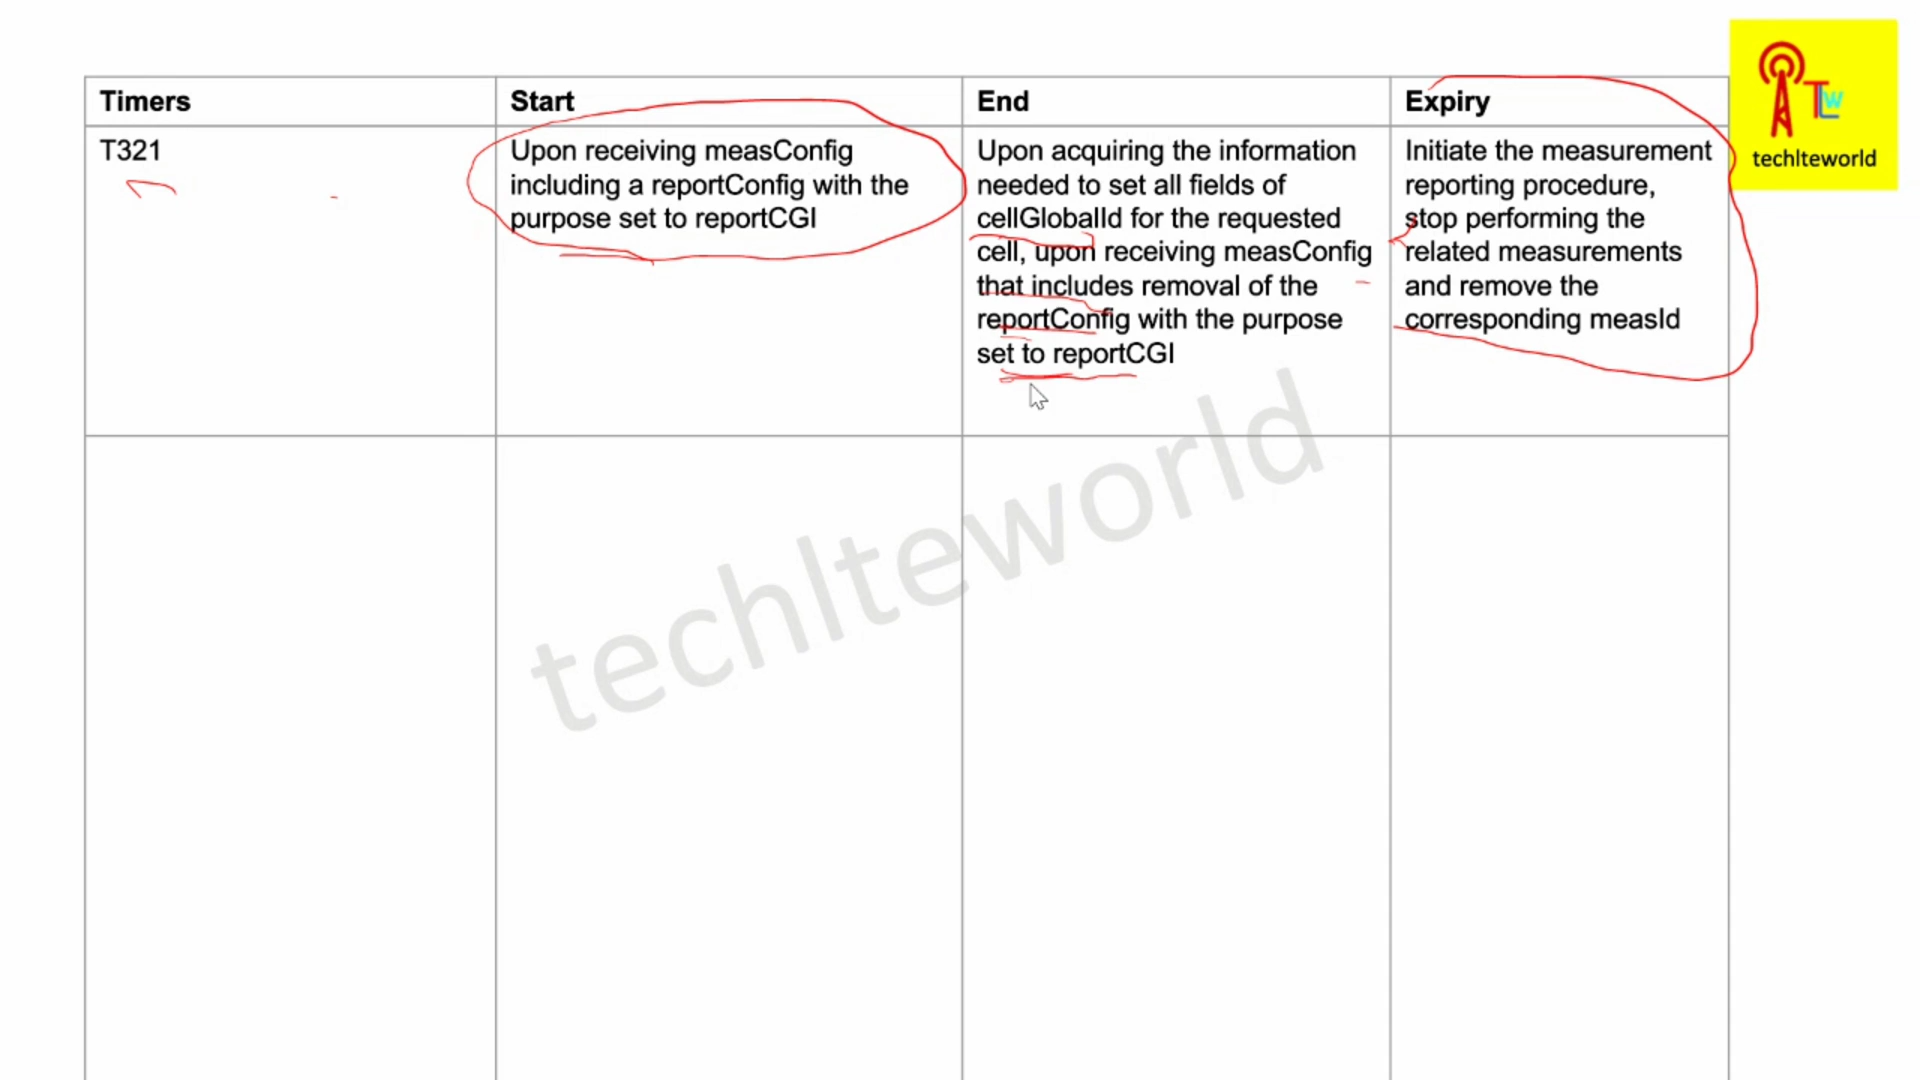 Timers
Start
End
Expiry
T321
Upon receiving measConfig
including a reportConfig with the
purpose set to reportCGI
Upon acquiring the information
needed to set all fields of
cellGlobalId for the requested
cell, upon receiving measConfig
that includes removal of the
reportConfig with the purpose
set to reportCGI
Initiate the measurement
reporting procedure,
stop performing the
related measurements
and remove the
corresponding measId
TLW
techlteworld
techlteworld